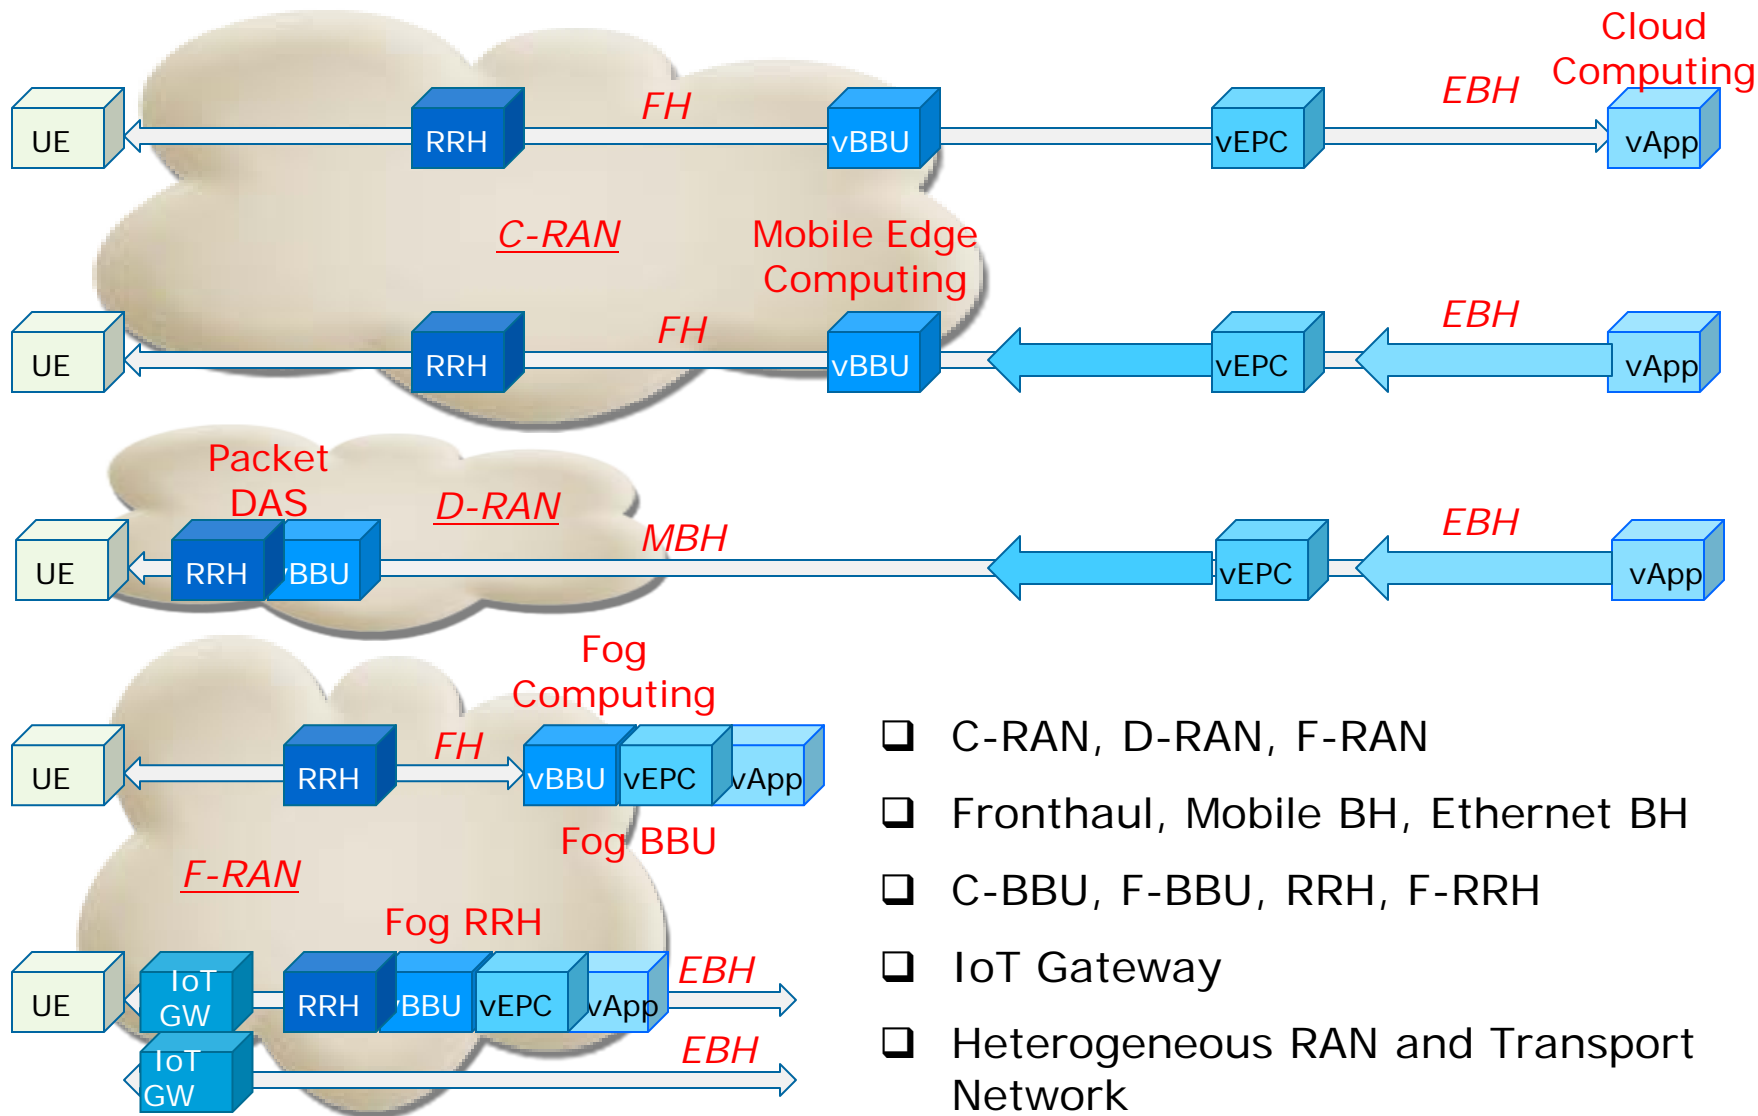 Cloud
Computing
UE
RRH
FH
vBBU
vEPC
EBH
vApp
C-RAN
Mobile Edge
Computing
UE
RRH
FH
vBBU
vEPC
EBH
vApp
Packet
DAS
D-RAN
UE
RRH
vBBU
MBH
vEPC
EBH
vApp
Fog
Computing
UE
RRH
FH
vBBU
vEPC
vApp
Fog BBU
F-RAN
Fog RRH
UE
IoT
GW
RRH
vBBU
vEPC
vApp
EBH
IoT
GW
EBH
C-RAN, D-RAN, F-RAN
Fronthaul, Mobile BH, Ethernet BH
C-BBU, F-BBU, RRH, F-RRH
IoT Gateway
Heterogeneous RAN and Transport
Network